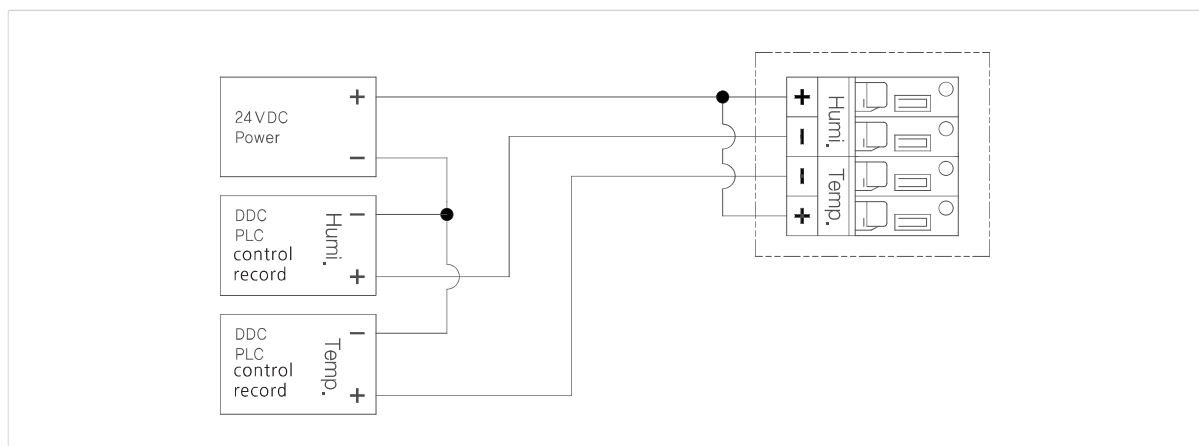 24VDC
Power
+
−
DDC
PLC
control
record
Humi.
−
+
DDC
PLC
control
record
Temp.
−
+
+
−
−
+
Humi.
Temp.